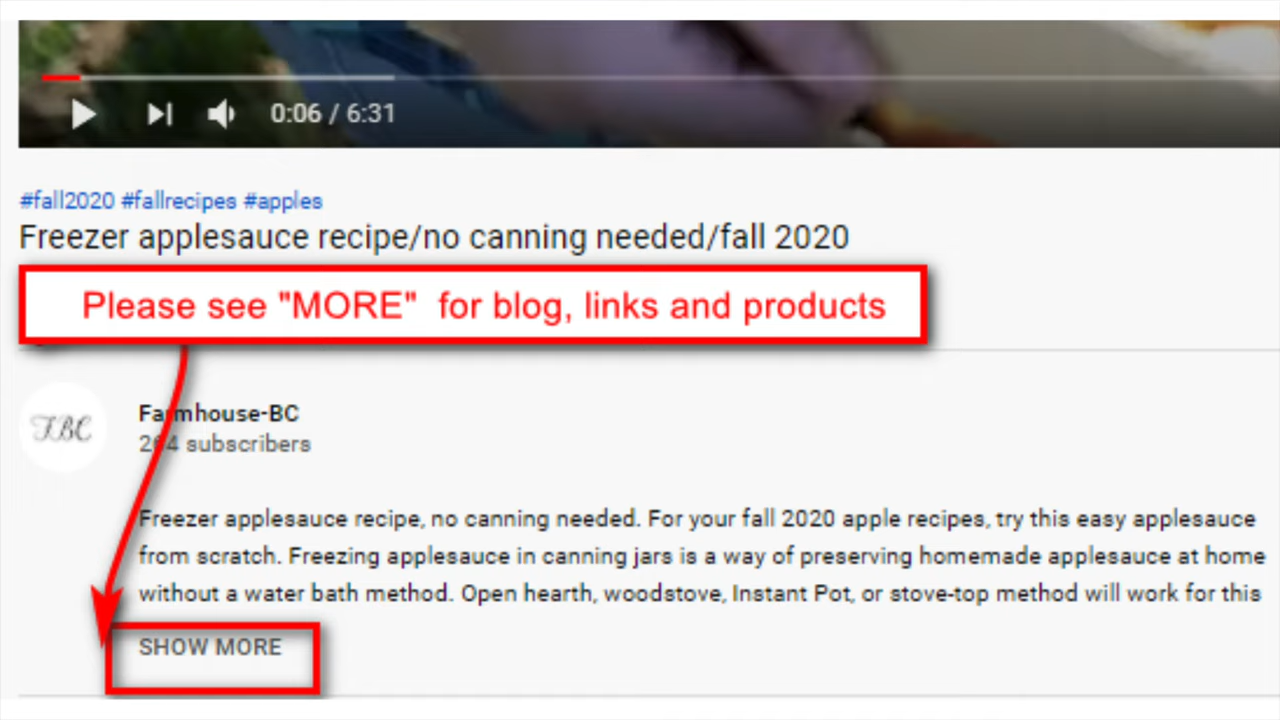 0:06 / 6:31
#fall2020 #fallrecipes #apples
Freezer applesauce recipe/no canning needed/fall 2020
Please see "MORE" for blog, links and products
FBC
Farmhouse-BC
264 subscribers
Freezer applesauce recipe, no canning needed. For your fall 2020 apple recipes, try this easy applesauce
from scratch. Freezing applesauce in canning jars is a way of preserving homemade applesauce at home
without a water bath method. Open hearth, woodstove, Instant Pot, or stove-top method will work for this
SHOW MORE